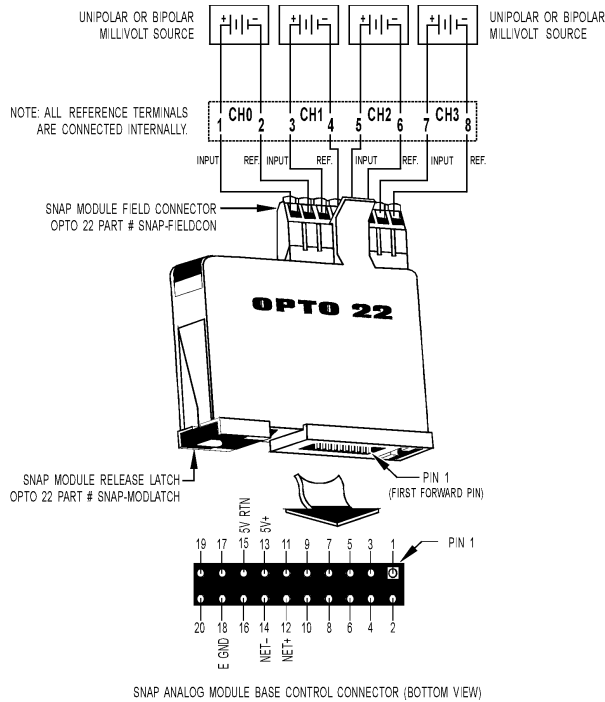 UNIPOLAR OR BIPOLAR
MILLIVOLT SOURCE
+ - + - + - + -
UNIPOLAR OR BIPOLAR
MILLIVOLT SOURCE
NOTE: ALL REFERENCE TERMINALS
ARE CONNECTED INTERNALLY.
CH0 CH1 CH2 CH3
1 2 3 4 5 6 7 8
INPUT REF. INPUT REF. INPUT REF. INPUT REF.
SNAP MODULE FIELD CONNECTOR
OPTO 22 PART # SNAP-FIELDCON
OPTO 22
SNAP MODULE RELEASE LATCH
OPTO 22 PART # SNAP-MODLATCH
PIN 1
(FIRST FORWARD PIN)
5V RTN
5V+
19 17 15 13 11 9 7 5 3 1
PIN 1
20 18 16 14 12 10 8 6 4 2
E GND
NET-
NET+
SNAP ANALOG MODULE BASE CONTROL CONNECTOR (BOTTOM VIEW)